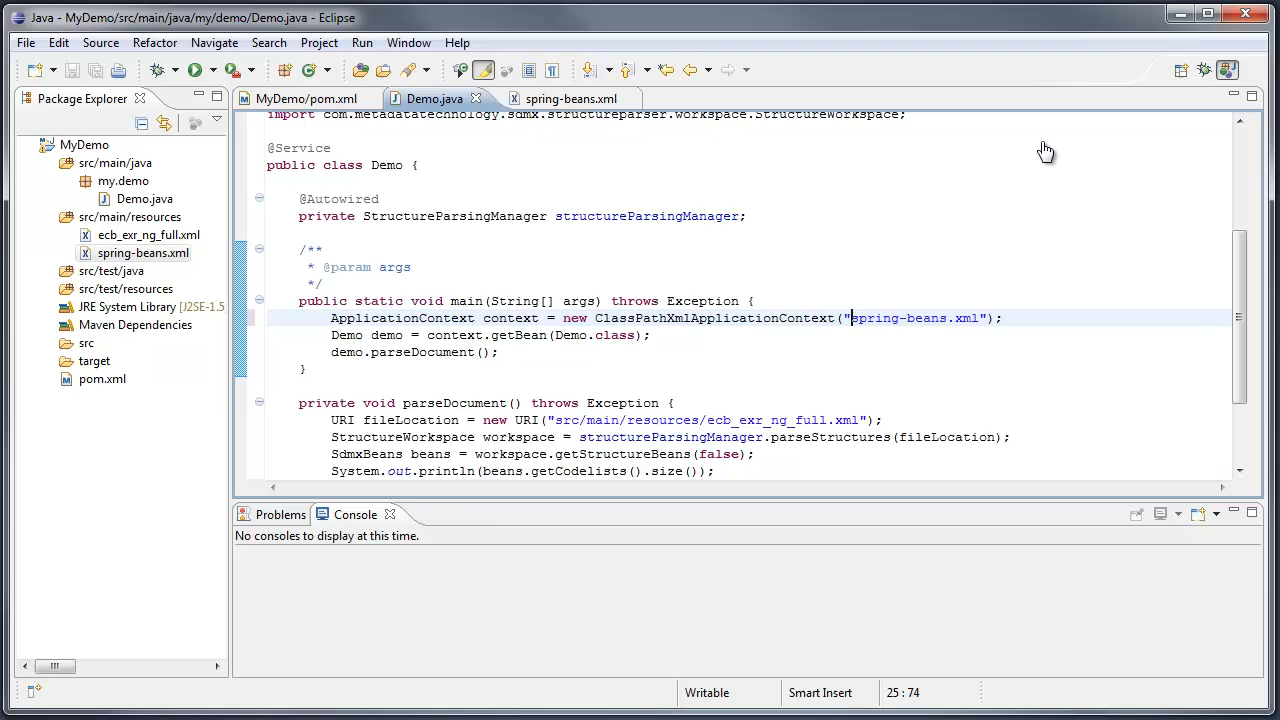 Java - MyDemo/src/main/java/my/demo/Demo.java - Eclipse
File Edit Source Refactor Navigate Search Project Run Window Help
Package Explorer
MyDemo/pom.xml Demo.java spring-beans.xml
MyDemo
src/main/java
my.demo
Demo.java
src/main/resources
ecb_exr_ng_full.xml
spring-beans.xml
src/test/java
src/test/resources
JRE System Library [J2SE-1.5
Maven Dependencies
src
target
pom.xml
import com.metadatatechnology.sdmx.structureparser.workspace.StructureWorkspace;
@Service
public class Demo {
@Autowired
private StructureParsingManager structureParsingManager;
/**
* @param args
*/
public static void main(String[] args) throws Exception {
ApplicationContext context = new ClassPathXmlApplicationContext("spring-beans.xml");
Demo demo = context.getBean(Demo.class);
demo.parseDocument();
}
private void parseDocument() throws Exception {
URI fileLocation = new URI("src/main/resources/ecb_exr_ng_full.xml");
StructureWorkspace workspace = structureParsingManager.parseStructures(fileLocation);
SdmxBeans beans = workspace.getStructureBeans(false);
System.out.println(beans.getCodelists().size());
Problems Console
No consoles to display at this time.
Writable Smart Insert 25 : 74